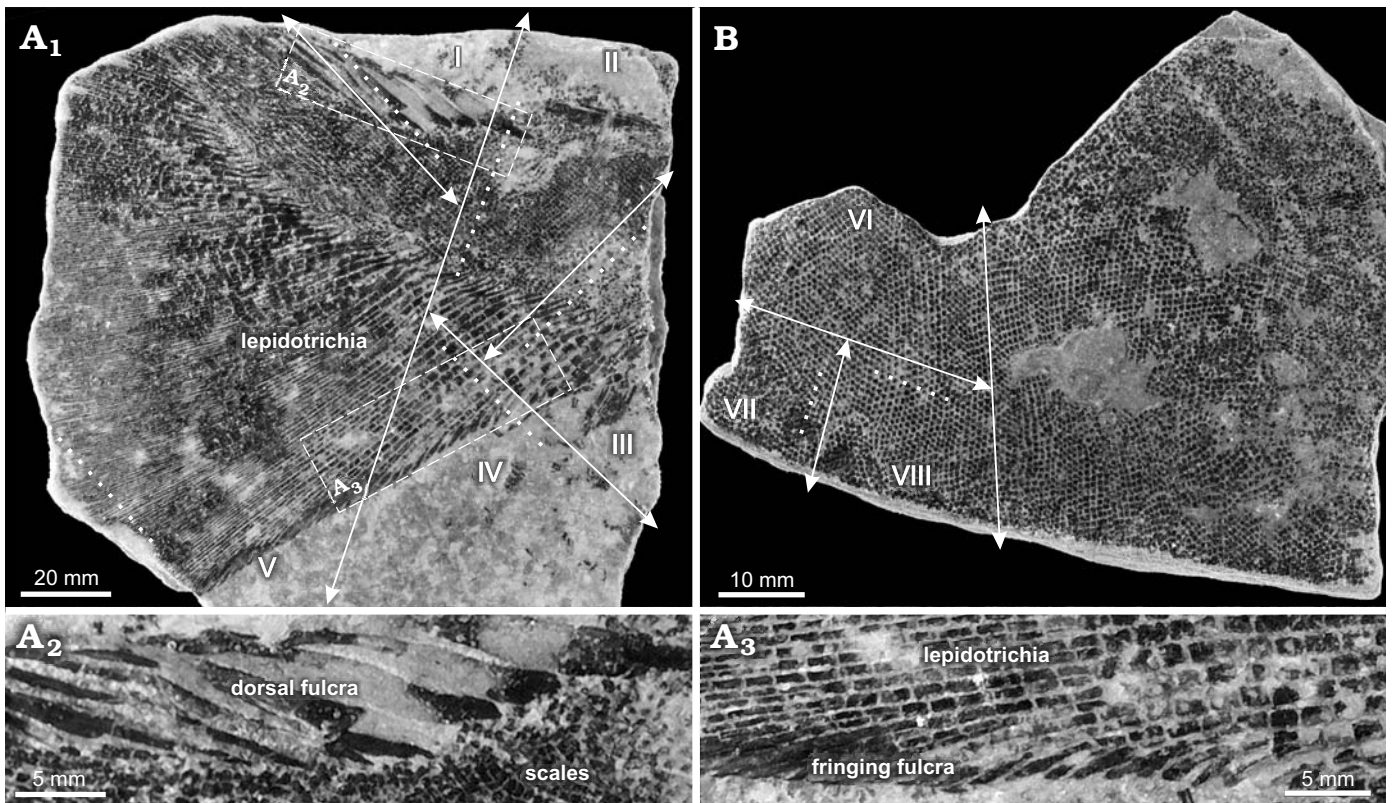 A1
I
II
A2
lepidotrichia
III
IV
A3
V
20 mm
B
VI
VII
VIII
10 mm
A2
dorsal fulcra
scales
5 mm
A3
lepidotrichia
fringing fulcra
5 mm